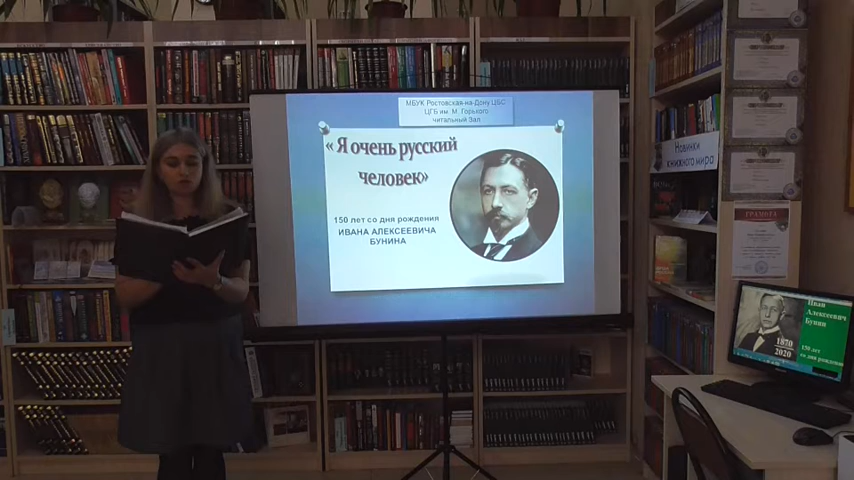 МБУК Ростовская-на-Дону ЦБС
ЦГБ им. М. Горького
читальный Зал
«Я очень русский
человек»
150 лет со дня рождения
ИВАНА АЛЕКСЕЕВИЧА
БУНИНА
Новинки
книжного мира
ГРАМОТА
Иван
Алексеевич
Бунин
1870
2020
150 лет
со дня рождения